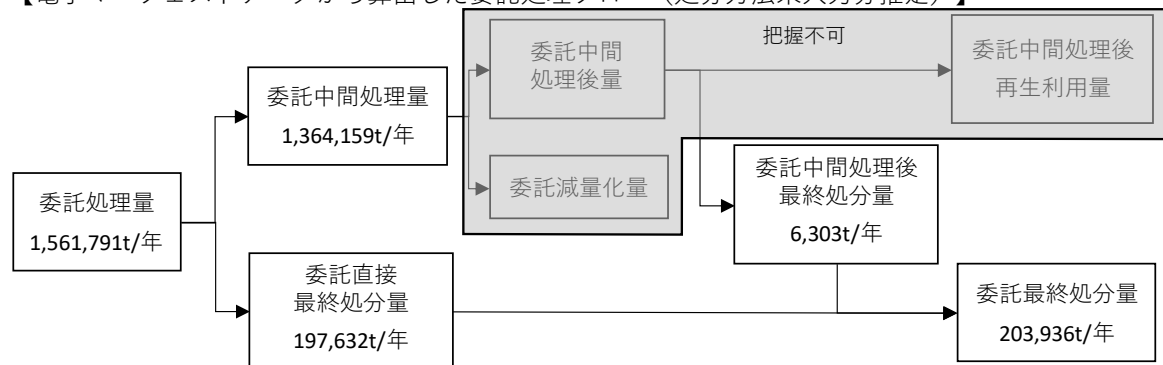 委託処理量
1,561,791t/年
委託中間処理量
1,364,159t/年
委託直接
最終処分量
197,632t/年
把握不可
委託中間
処理後量
委託減量化量
委託中間処理後
再生利用量
委託中間処理後
最終処分量
6,303t/年
委託最終処分量
203,936t/年